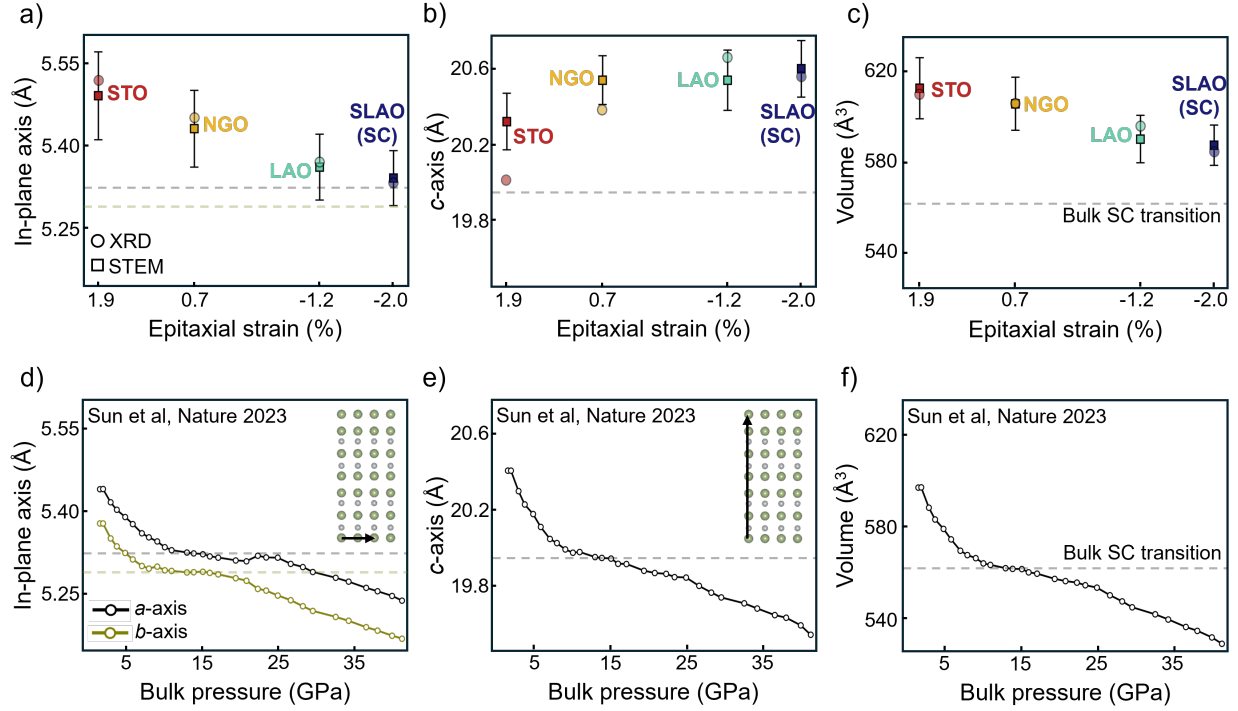 a)
In-plane axis (Å)
5.55
5.40
5.25
STO
NGO
LAO
SLAO
(SC)
XRD
STEM
1.9
0.7
-1.2
-2.0
Epitaxial strain (%)
b)
c-axis (Å)
20.6
20.2
19.8
STO
NGO
LAO
SLAO
(SC)
1.9
0.7
-1.2
-2.0
Epitaxial strain (%)
c)
Volume (Å³)
620
580
540
STO
NGO
LAO
SLAO
(SC)
Bulk SC transition
1.9
0.7
-1.2
-2.0
Epitaxial strain (%)
d)
Sun et al, Nature 2023
In-plane axis (Å)
5.55
5.40
5.25
a-axis
b-axis
5
15
25
35
Bulk pressure (GPa)
e)
Sun et al, Nature 2023
c-axis (Å)
20.6
20.2
19.8
5
15
25
35
Bulk pressure (GPa)
f)
Sun et al, Nature 2023
Volume (Å³)
620
580
540
Bulk SC transition
5
15
25
35
Bulk pressure (GPa)